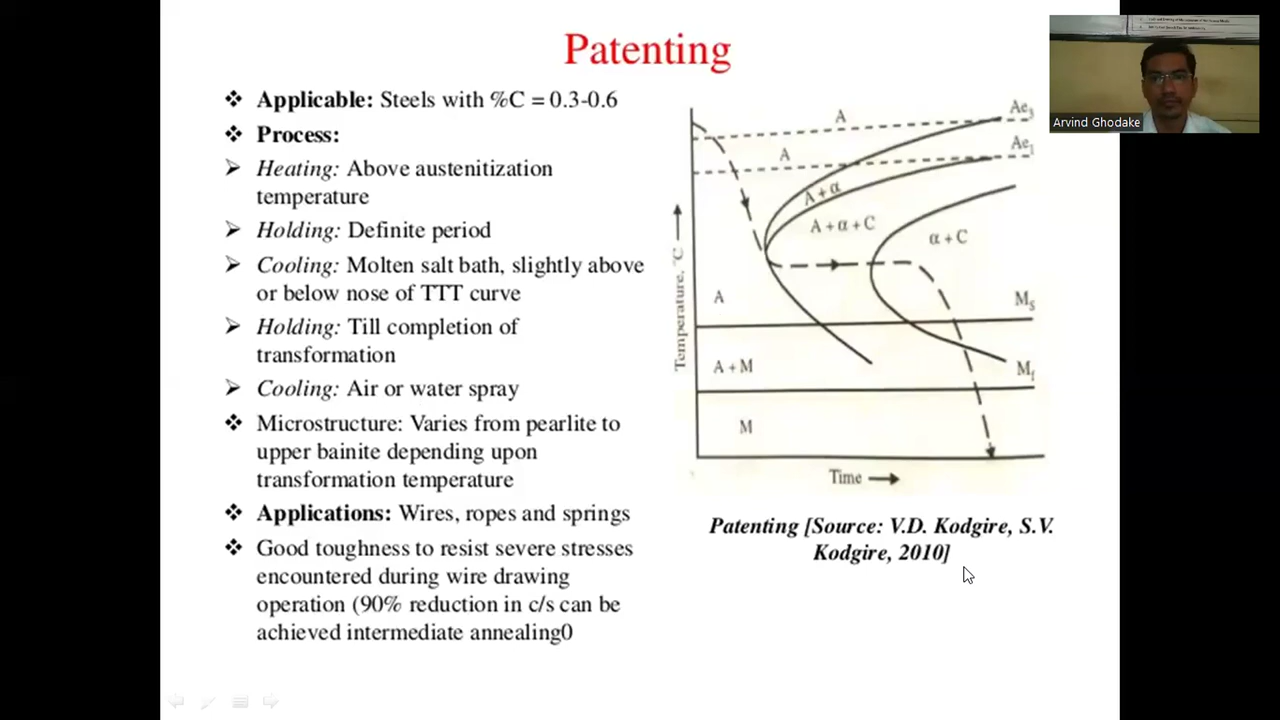 Patenting
❖ Applicable: Steels with %C = 0.3-0.6
❖ Process:
➢ Heating: Above austenitization
temperature
➢ Holding: Definite period
➢ Cooling: Molten salt bath, slightly above
or below nose of TTT curve
➢ Holding: Till completion of
transformation
➢ Cooling: Air or water spray
❖ Microstructure: Varies from pearlite to
upper bainite depending upon
transformation temperature
❖ Applications: Wires, ropes and springs
❖ Good toughness to resist severe stresses
encountered during wire drawing
operation (90% reduction in c/s can be
achieved intermediate annealing0
A
Ae₃
A
Ae₁
A + α
A + α + C
α + C
A
Mₛ
A + M
M_f
M
Temperature, °C
Time
Patenting [Source: V.D. Kodgire, S.V.
Kodgire, 2010]
Arvind Ghodake